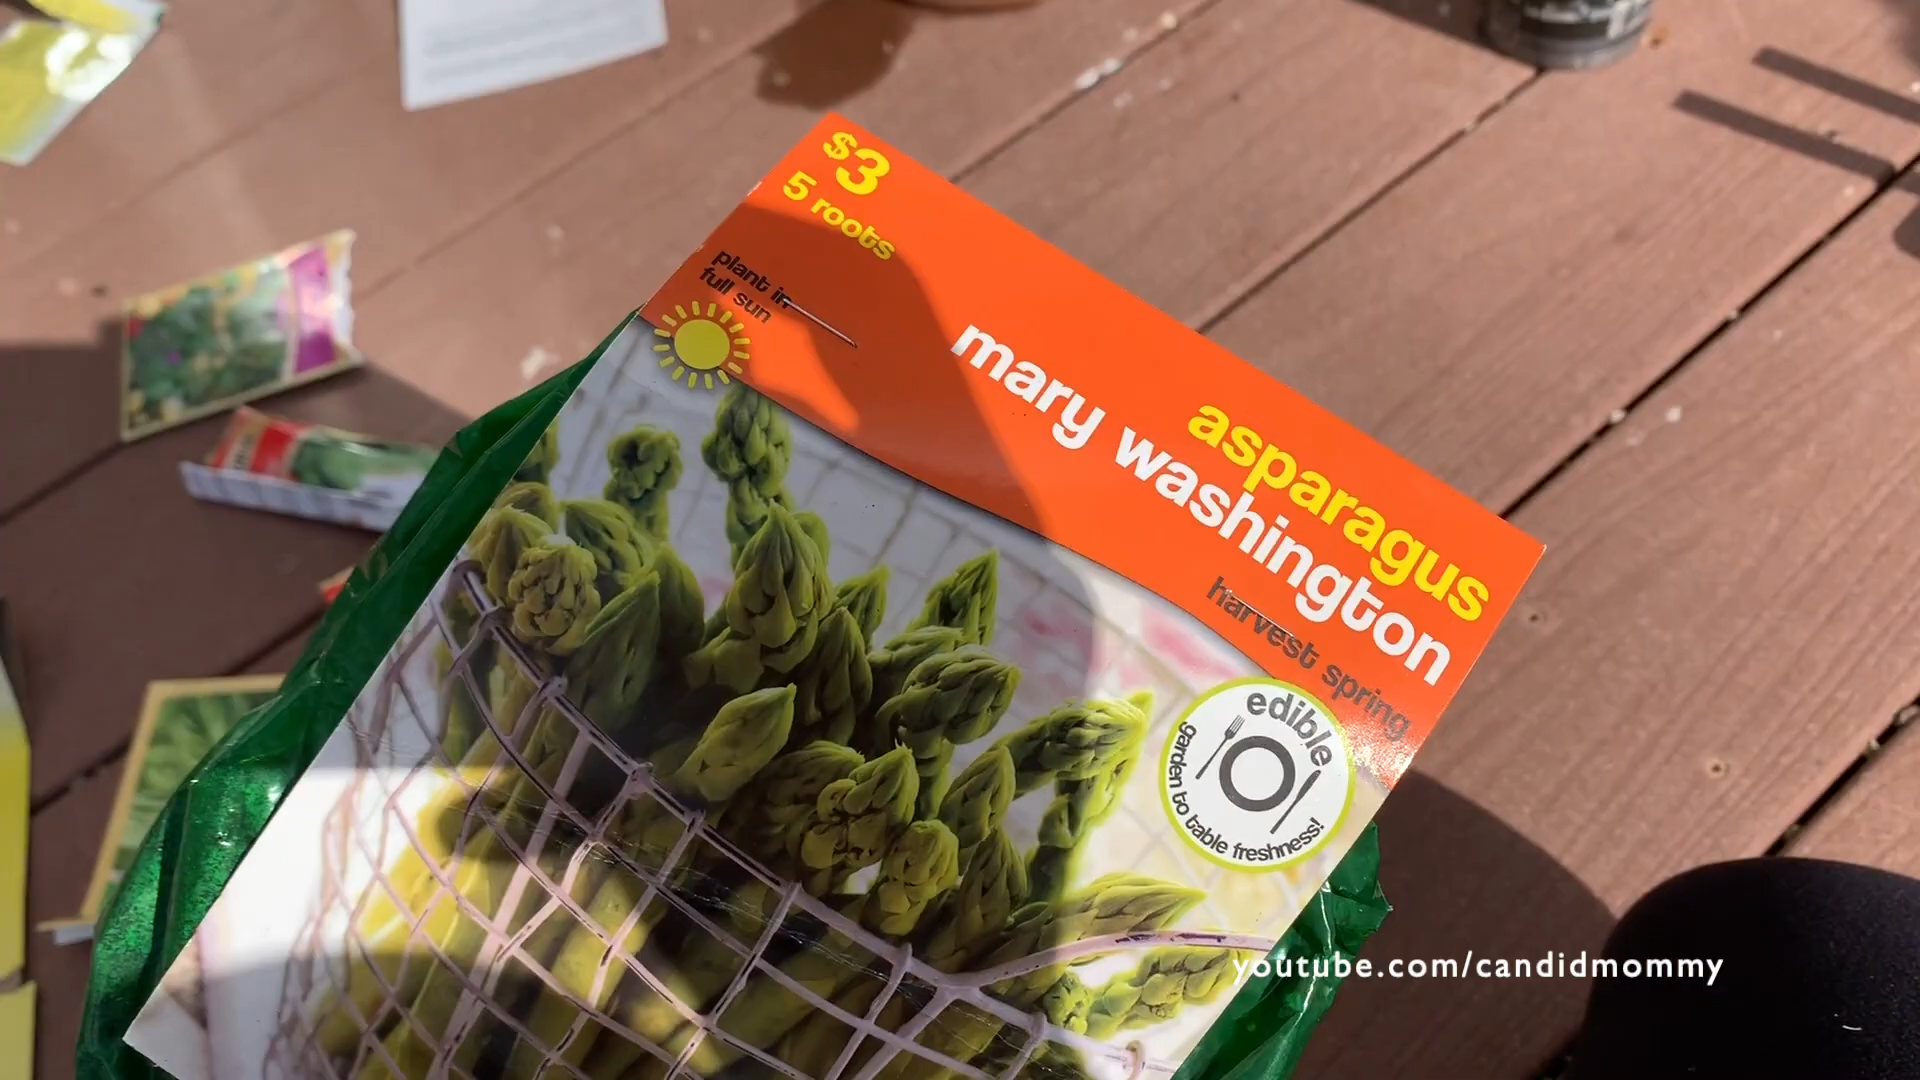 $3
5 roots
plant in
full sun
asparagus
mary washington
harvest spring
edible
garden to table freshness!
youtube.com/candidmommy